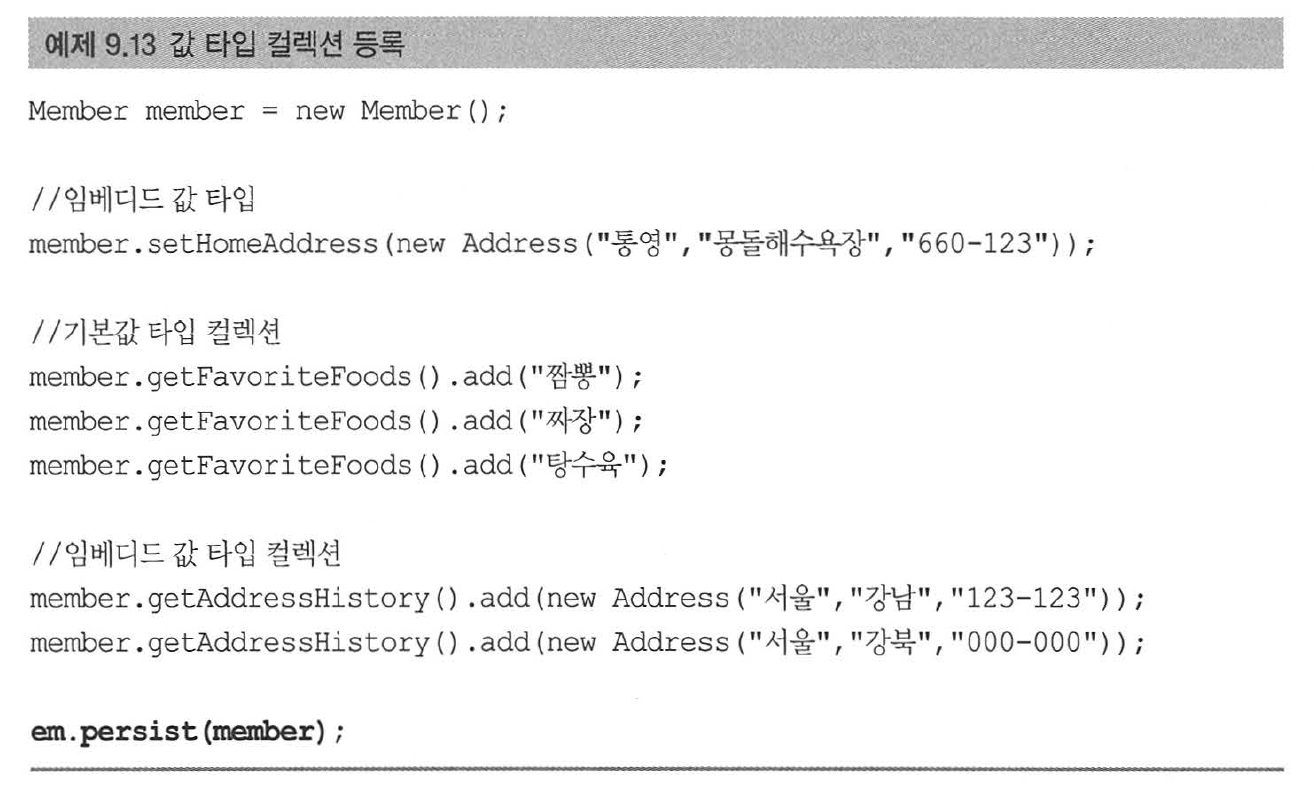 예제 9.13 값 타입 컬렉션 등록
Member member = new Member();
//임베디드 값 타입
member.setHomeAddress(new Address("통영","몽돌해수욕장","660-123"));
//기본값 타입 컬렉션
member.getFavoriteFoods().add("짬뽕");
member.getFavoriteFoods().add("짜장");
member.getFavoriteFoods().add("탕수육");
//임베디드 값 타입 컬렉션
member.getAddressHistory().add(new Address("서울","강남","123-123"));
member.getAddressHistory().add(new Address("서울","강북","000-000"));
em.persist(member);